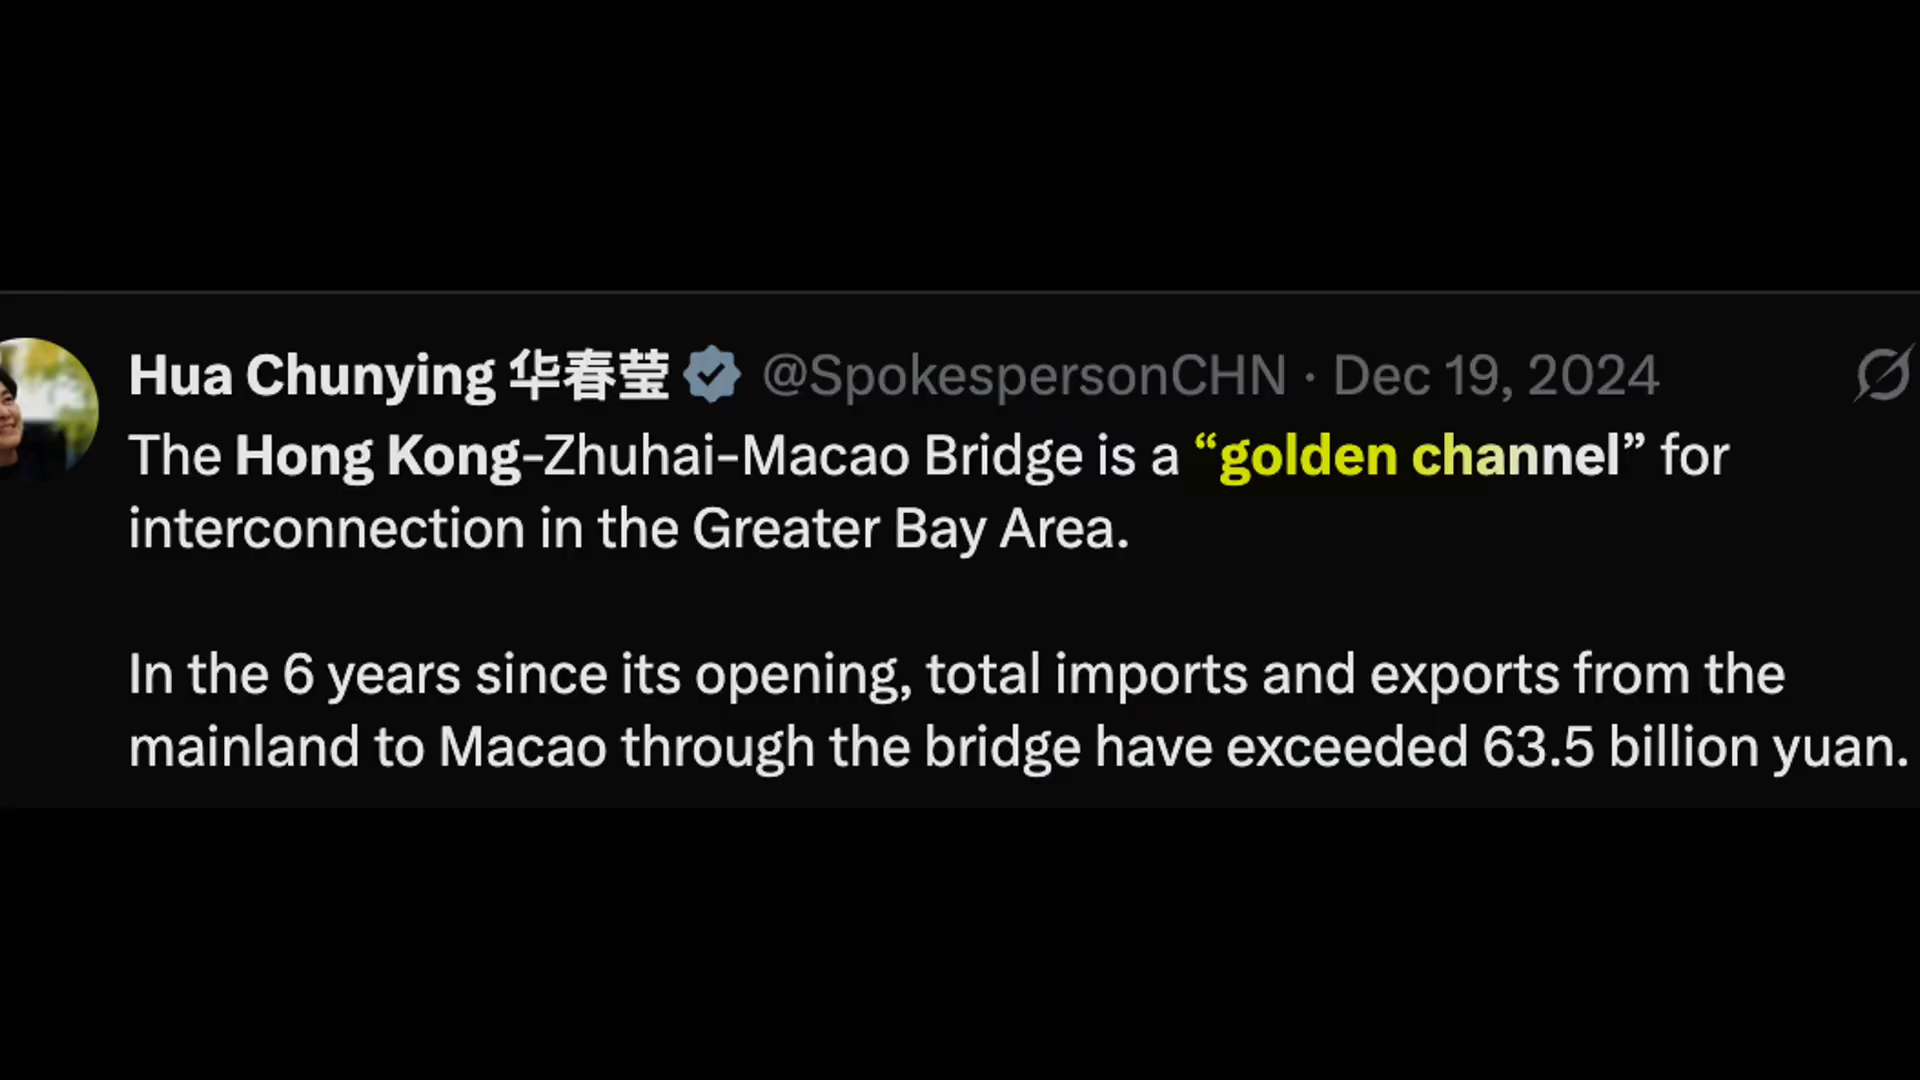 Hua Chunying 华春莹 @SpokespersonCHN · Dec 19, 2024
The Hong Kong-Zhuhai-Macao Bridge is a “golden channel” for
interconnection in the Greater Bay Area.
In the 6 years since its opening, total imports and exports from the
mainland to Macao through the bridge have exceeded 63.5 billion yuan.